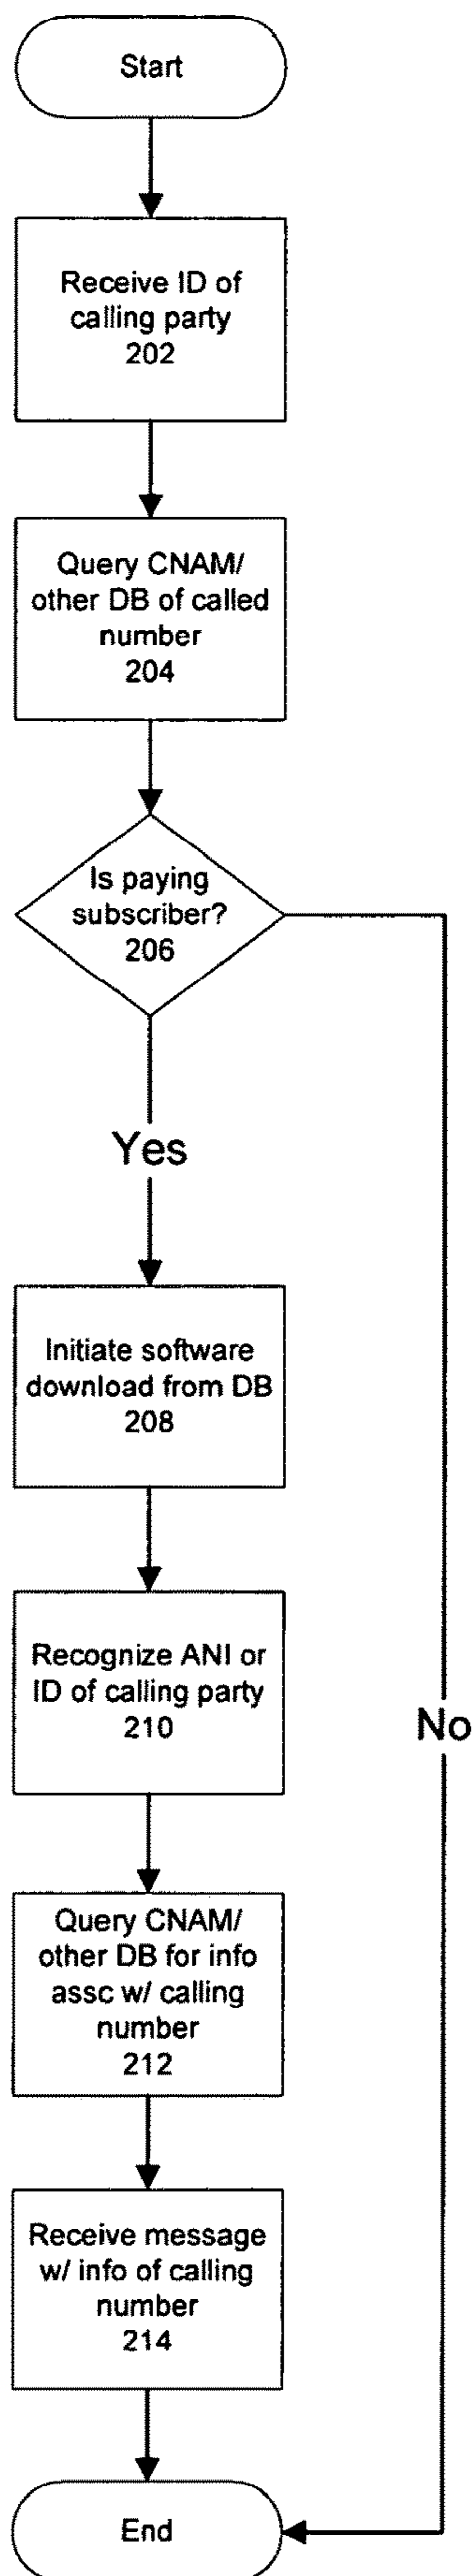 Start
Receive ID of
calling party
202
Query CNAM/
other DB of called
number
204
Is paying
subscriber?
206
Yes
Initiate software
download from DB
208
Recognize ANI or
ID of calling party
210
No
Query CNAM/
other DB for info
assc w/ calling
number
212
Receive message
w/ info of calling
number
214
End